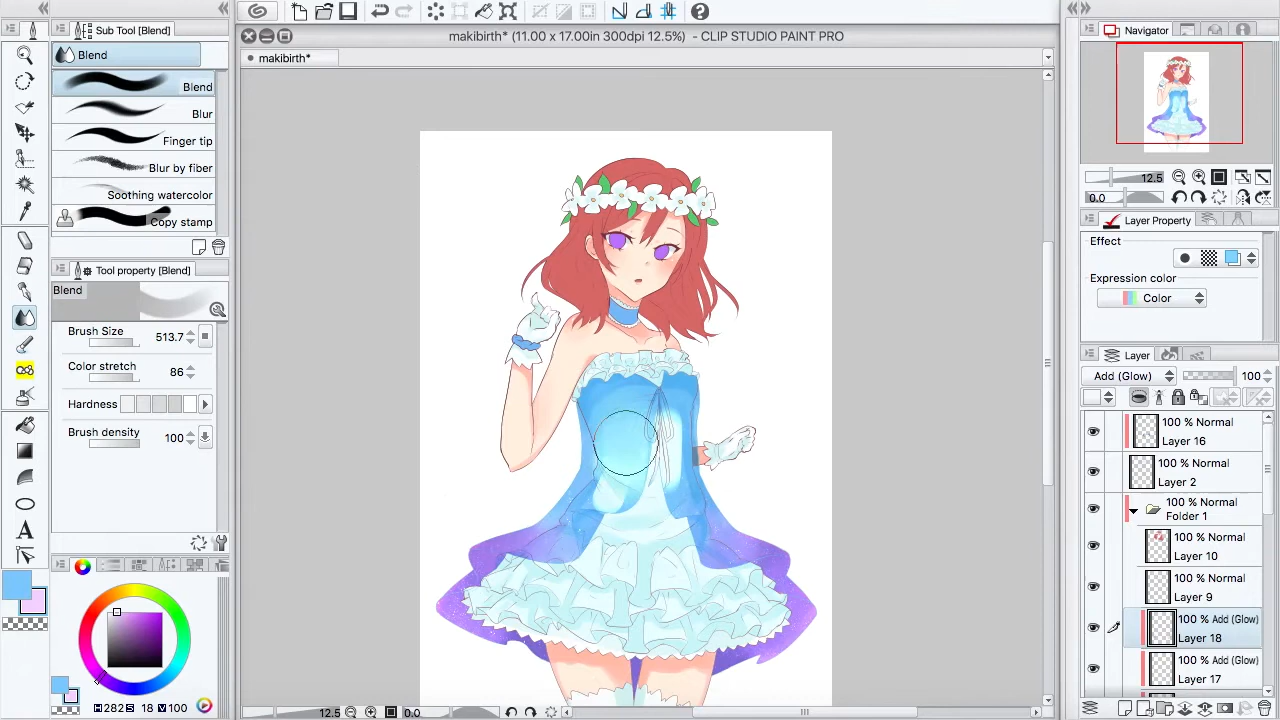 makibirth* (11.00 x 17.00in 300dpi 12.5%) - CLIP STUDIO PAINT PRO
makibirth*
Sub Tool [Blend]
Blend
Blend
Blur
Finger tip
Blur by fiber
Soothing watercolor
Copy stamp
Tool property [Blend]
Blend
Brush Size 513.7
Color stretch 86
Hardness
Brush density 100
H 282 S 18 V 100
12.5 0.0
Navigator
12.5
0.0
Layer Property
Effect
Expression color
Color
Layer
Add (Glow) 100
100 % Normal
Layer 16
100 % Normal
Layer 2
100 % Normal
Folder 1
100 % Normal
Layer 10
100 % Normal
Layer 9
100 % Add (Glow)
Layer 18
100 % Add (Glow)
Layer 17